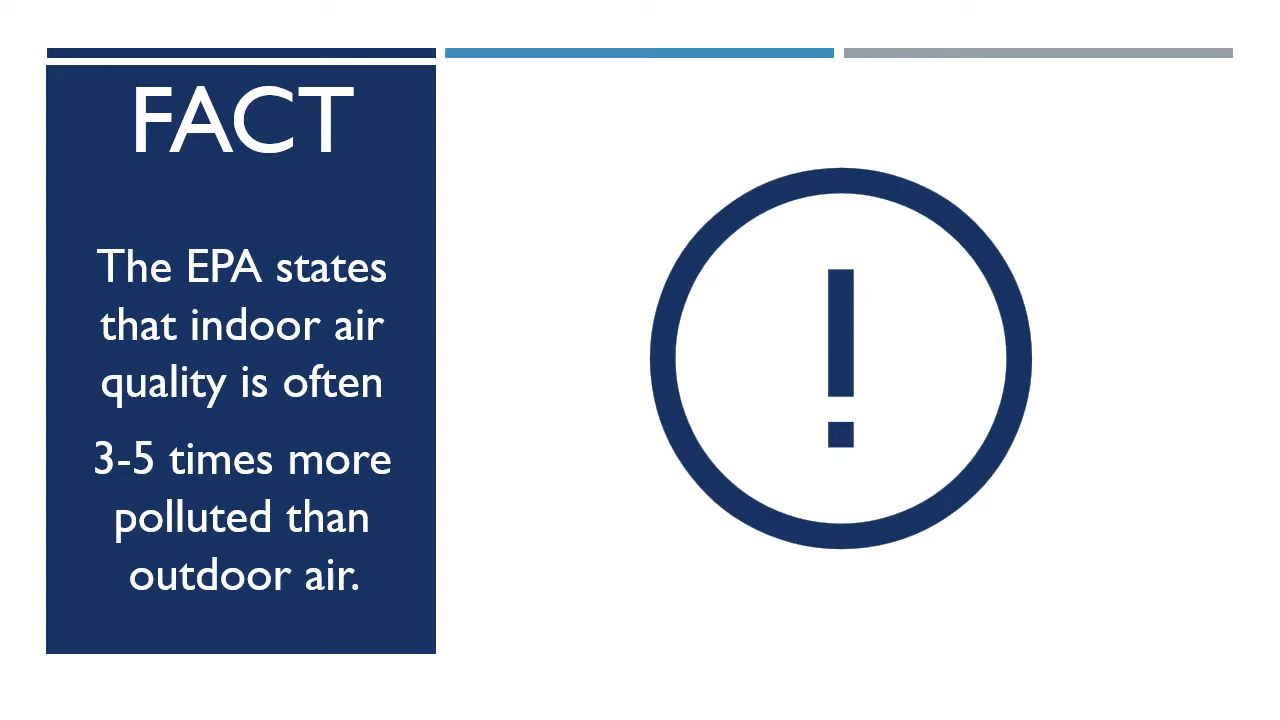 FACT
The EPA states
that indoor air
quality is often
3-5 times more
polluted than
outdoor air.